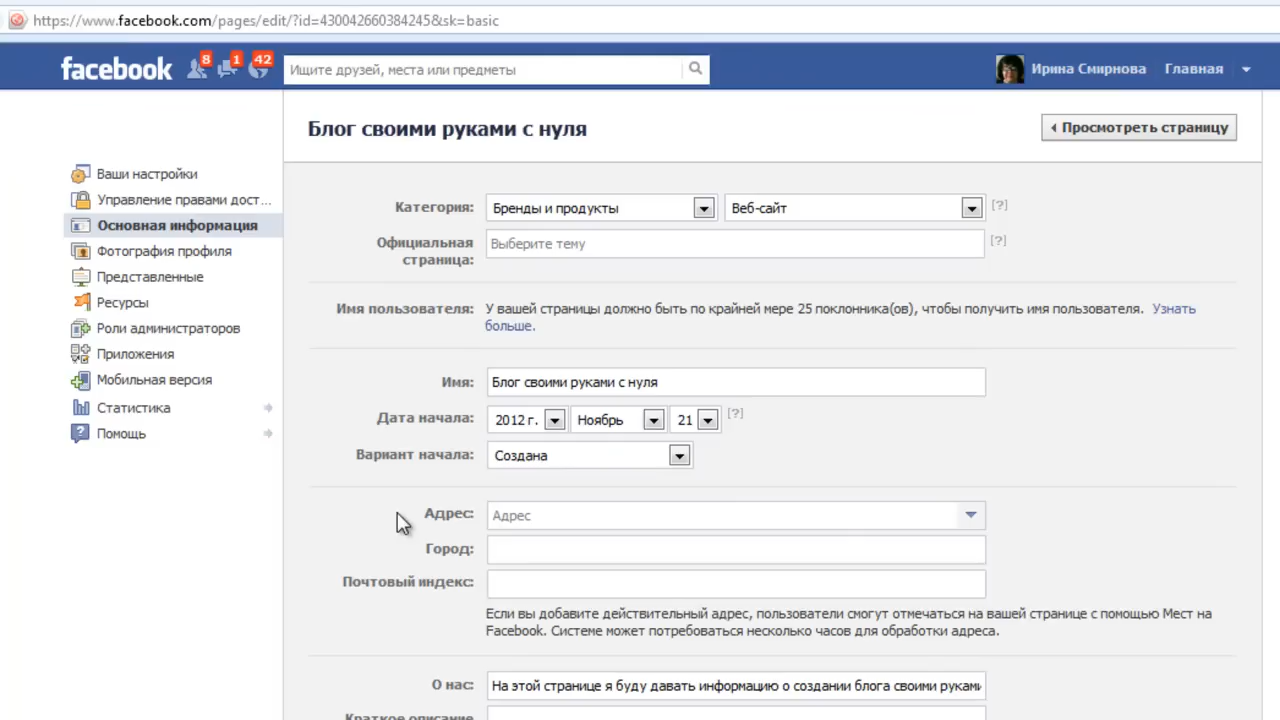 https://www.facebook.com/pages/edit/?id=430042660384245&sk=basic
facebook 8 1 42 Ищите друзей, места или предметы Ирина Смирнова Главная
Блог своими руками с нуля Просмотреть страницу
Ваши настройки
Управление правами дост...
Основная информация
Фотография профиля
Представленные
Ресурсы
Роли администраторов
Приложения
Мобильная версия
Статистика
Помощь
Категория: Бренды и продукты Веб-сайт [?]
Официальная страница: Выберите тему [?]
Имя пользователя: У вашей страницы должно быть по крайней мере 25 поклонника(ов), чтобы получить имя пользователя. Узнать
больше.
Имя: Блог своими руками с нуля
Дата начала: 2012 г. Ноябрь 21 [?]
Вариант начала: Создана
Адрес: Адрес
Город:
Почтовый индекс:
Если вы добавите действительный адрес, пользователи смогут отмечаться на вашей странице с помощью Мест на
Facebook. Системе может потребоваться несколько часов для обработки адреса.
О нас: На этой странице я буду давать информацию о создании блога своими руками
Краткое описание